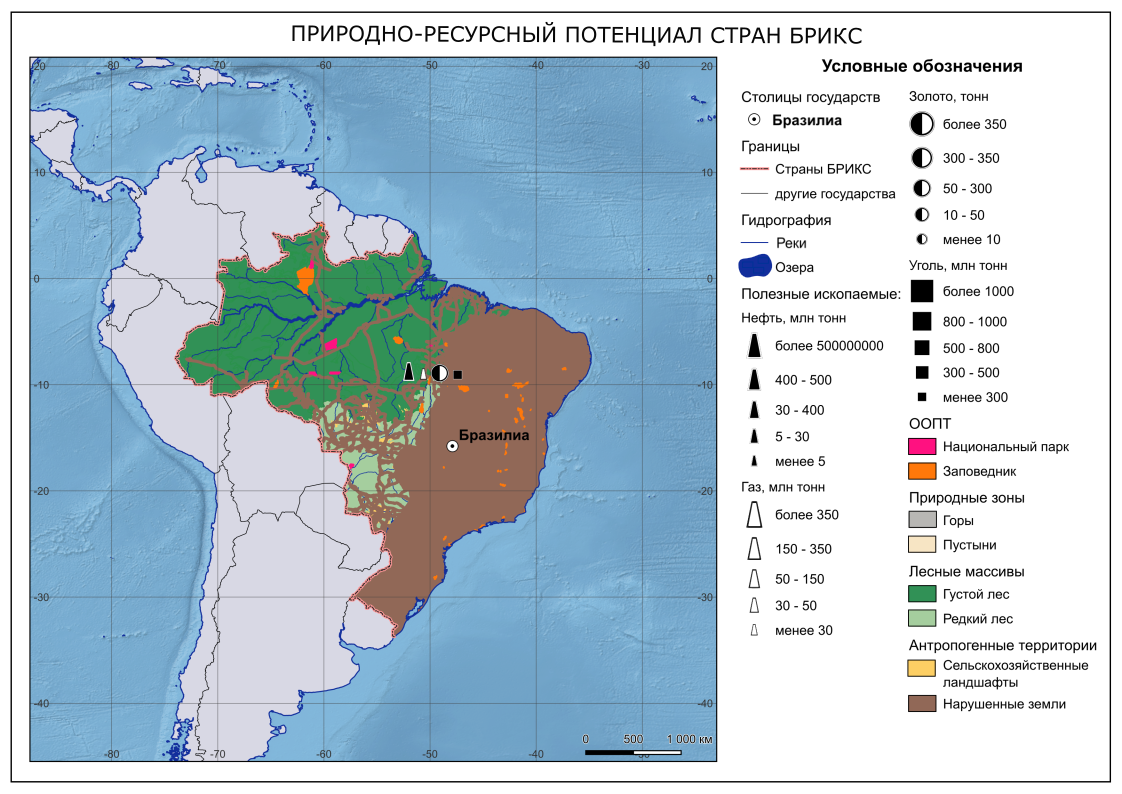 ПРИРОДНО-РЕСУРСНЫЙ ПОТЕНЦИАЛ СТРАН БРИКС
-80 -70 -60 -50 -40 -30 20
10 10
0 0
-10 -10
Бразилиа
-20 -20
-30 -30
-40 -40
-80 -70 -60 -50 -40 -30
0 500 1 000 км
Условные обозначения
Столицы государств
Бразилиа
Границы
Страны БРИКС
другие государства
Гидрография
Реки
Озера
Полезные ископаемые:
Нефть, млн тонн
более 500000000
400 - 500
30 - 400
5 - 30
менее 5
Газ, млн тонн
более 350
150 - 350
50 - 150
30 - 50
менее 30
Золото, тонн
более 350
300 - 350
50 - 300
10 - 50
менее 10
Уголь, млн тонн
более 1000
800 - 1000
500 - 800
300 - 500
менее 300
ООПТ
Национальный парк
Заповедник
Природные зоны
Горы
Пустыни
Лесные массивы
Густой лес
Редкий лес
Антропогенные территории
Сельскохозяйственные
ландшафты
Нарушенные земли